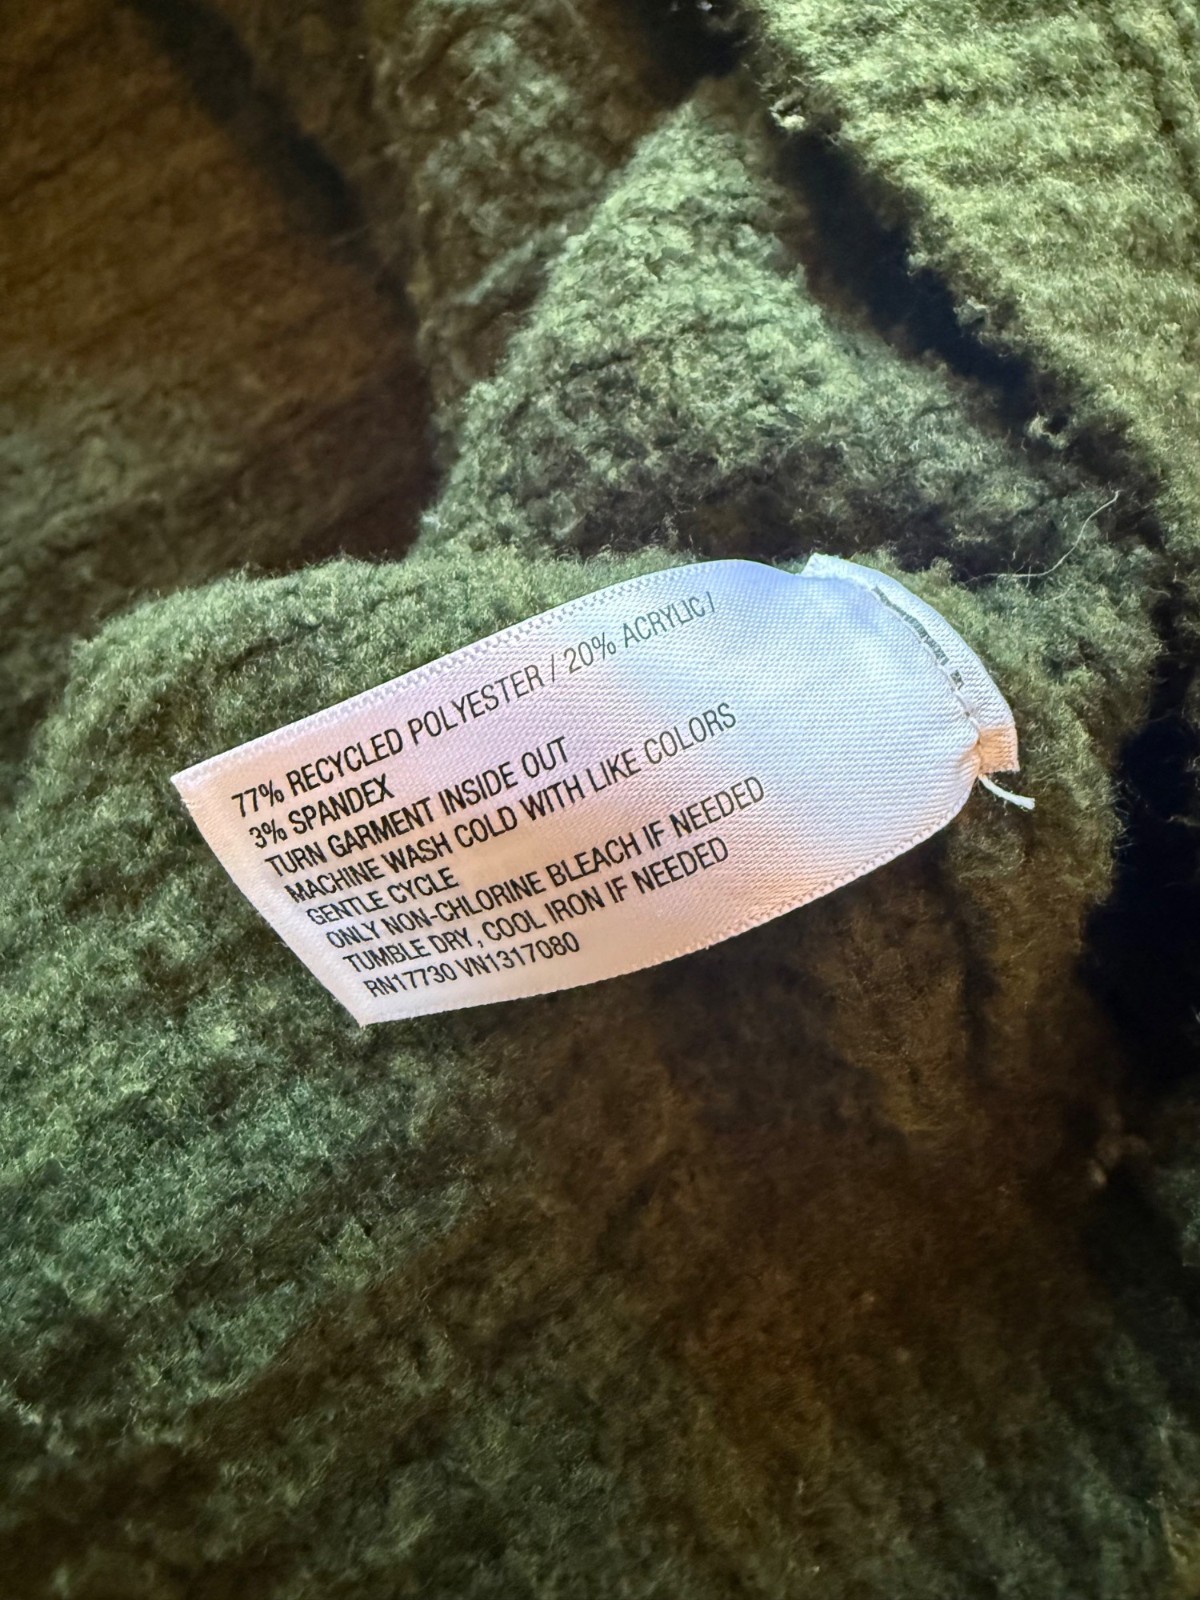 77% RECYCLED POLYESTER / 20% ACRYLIC /
3% SPANDEX
TURN GARMENT INSIDE OUT
MACHINE WASH COLD WITH LIKE COLORS
GENTLE CYCLE
ONLY NON-CHLORINE BLEACH IF NEEDED
TUMBLE DRY, COOL IRON IF NEEDED
RN17730 VN1317080